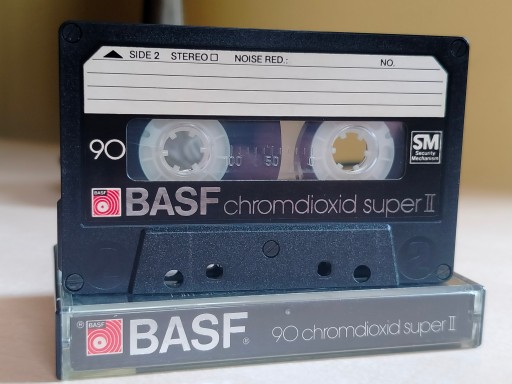 SIDE 2 STEREO NOISE RED.: NO.
90
100 50 0
SM
Security
Mechanism
BASF
BASF chromdioxid super II
® BASF
BASF® 90 chromdioxid super II